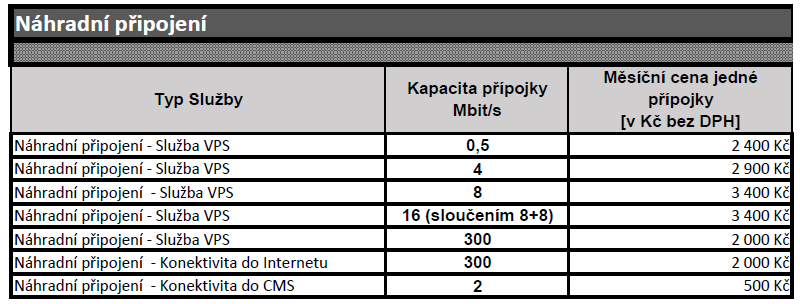 Náhradní připojení
Typ Služby Kapacita přípojky Mbit/s Měsíční cena jedné přípojky [v Kč bez DPH]
Náhradní připojení - Služba VPS 0,5 2 400 Kč
Náhradní připojení - Služba VPS 4 2 900 Kč
Náhradní připojení - Služba VPS 8 3 400 Kč
Náhradní připojení - Služba VPS 16 (sloučením 8+8) 3 400 Kč
Náhradní připojení - Služba VPS 300 2 000 Kč
Náhradní připojení - Konektivita do Internetu 300 2 000 Kč
Náhradní připojení - Konektivita do CMS 2 500 Kč